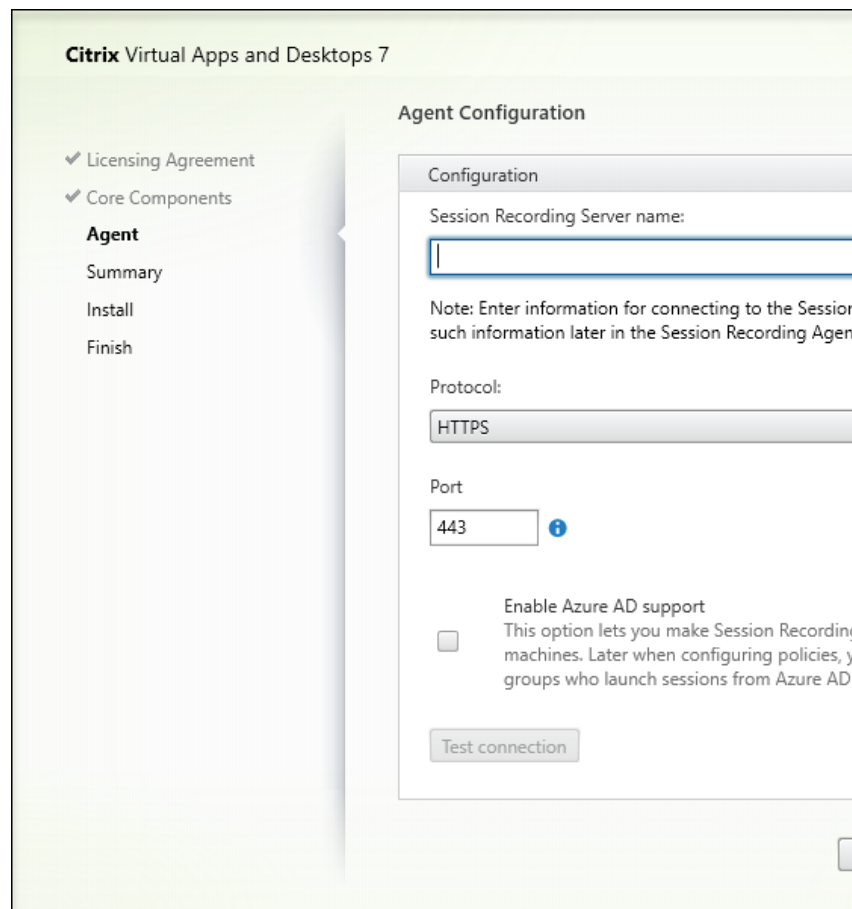 Citrix Virtual Apps and Desktops 7
Licensing Agreement
Core Components
Agent
Summary
Install
Finish
Agent Configuration
Configuration
Session Recording Server name:
Note: Enter information for connecting to the Session
such information later in the Session Recording Agen
Protocol:
HTTPS
Port
443
Enable Azure AD support
This option lets you make Session Recording
machines. Later when configuring policies, y
groups who launch sessions from Azure AD
Test connection